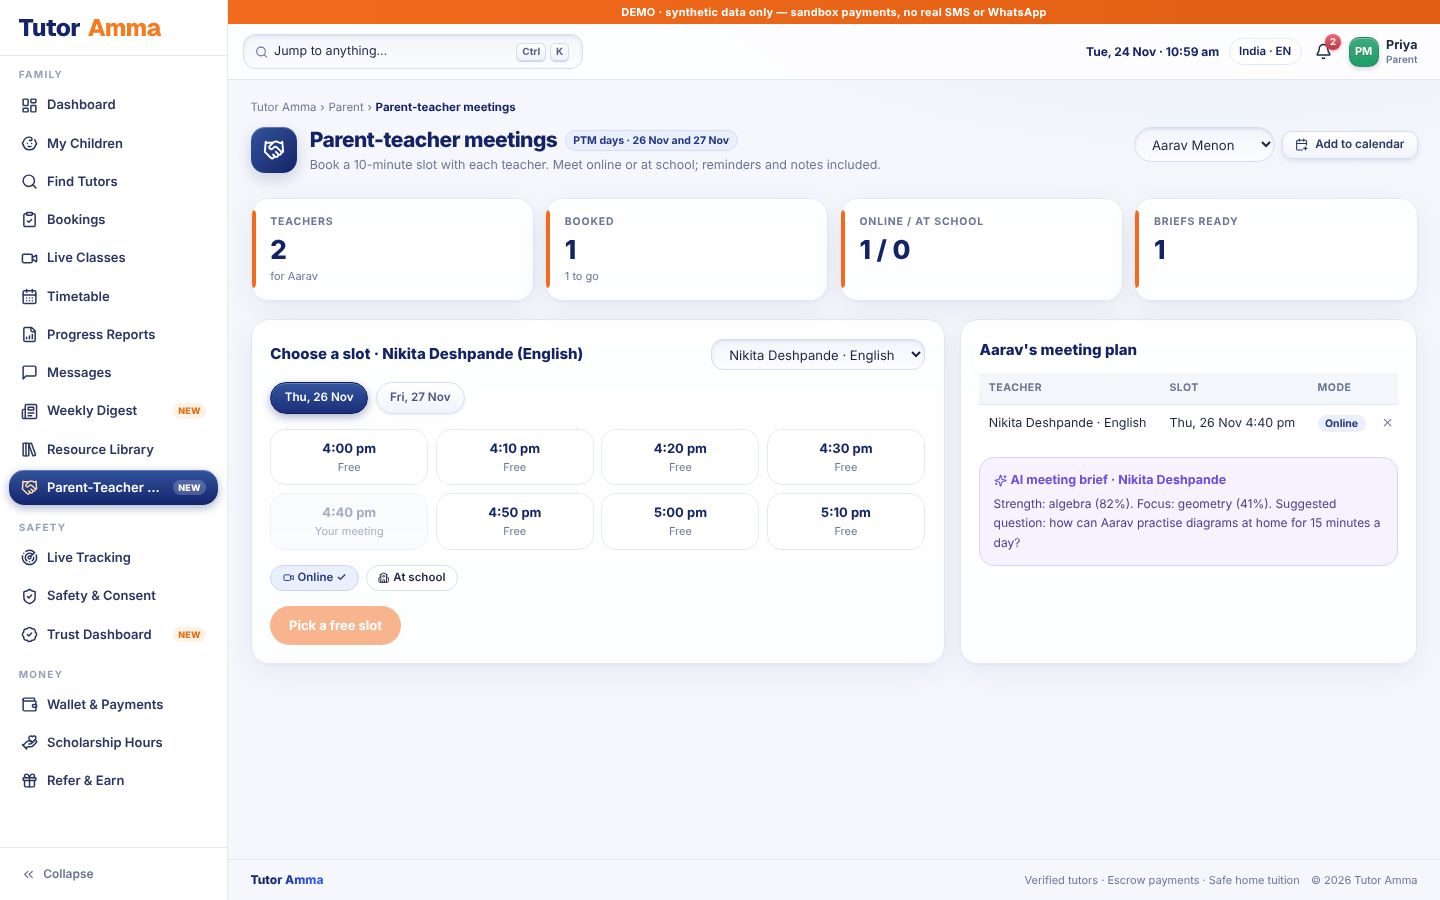 DEMO · synthetic data only — sandbox payments, no real SMS or WhatsApp
Tutor Amma
Jump to anything...
Ctrl K
Tue, 24 Nov · 10:59 am
India · EN
2
PM
Priya
Parent
FAMILY
Dashboard
My Children
Find Tutors
Bookings
Live Classes
Timetable
Progress Reports
Messages
Weekly Digest NEW
Resource Library
Parent-Teacher ... NEW
SAFETY
Live Tracking
Safety & Consent
Trust Dashboard NEW
MONEY
Wallet & Payments
Scholarship Hours
Refer & Earn
Collapse
Tutor Amma › Parent › Parent-teacher meetings
Parent-teacher meetings PTM days · 26 Nov and 27 Nov
Book a 10-minute slot with each teacher. Meet online or at school; reminders and notes included.
Aarav Menon
Add to calendar
TEACHERS
2
for Aarav
BOOKED
1
1 to go
ONLINE / AT SCHOOL
1 / 0
BRIEFS READY
1
Choose a slot · Nikita Deshpande (English)
Nikita Deshpande · English
Thu, 26 Nov
Fri, 27 Nov
4:00 pm
Free
4:10 pm
Free
4:20 pm
Free
4:30 pm
Free
4:40 pm
Your meeting
4:50 pm
Free
5:00 pm
Free
5:10 pm
Free
Online ✓
At school
Pick a free slot
Aarav's meeting plan
TEACHER SLOT MODE
Nikita Deshpande · English Thu, 26 Nov 4:40 pm Online ×
AI meeting brief · Nikita Deshpande
Strength: algebra (82%). Focus: geometry (41%). Suggested
question: how can Aarav practise diagrams at home for 15 minutes a
day?
Tutor Amma
Verified tutors · Escrow payments · Safe home tuition © 2026 Tutor Amma